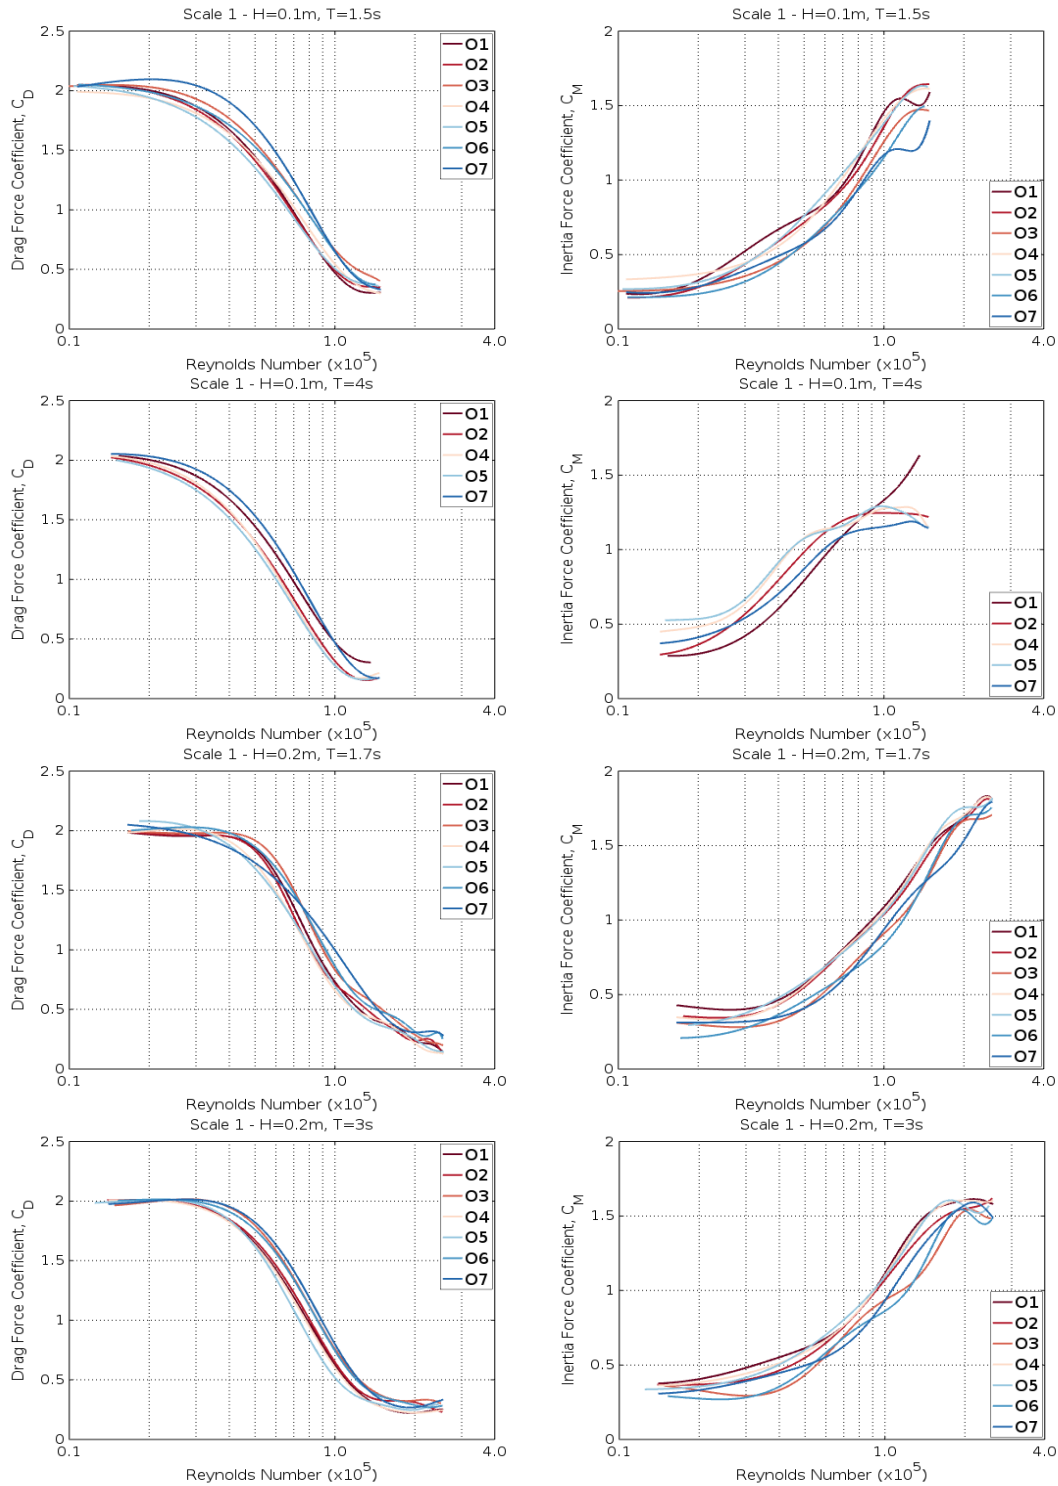 Scale 1 - H=0.1m, T=1.5s
2.5
2
1.5
1
0.5
0
0.1
1.0
4.0
Drag Force Coefficient, C_D
Reynolds Number (x10^5)
O1
O2
O3
O4
O5
O6
O7
Scale 1 - H=0.1m, T=1.5s
2
1.5
1
0.5
0
0.1
1.0
4.0
Inertia Force Coefficient, C_M
Reynolds Number (x10^5)
O1
O2
O3
O4
O5
O6
O7
Scale 1 - H=0.1m, T=4s
2.5
2
1.5
1
0.5
0
0.1
1.0
4.0
Drag Force Coefficient, C_D
Reynolds Number (x10^5)
O1
O2
O4
O5
O7
Scale 1 - H=0.1m, T=4s
2
1.5
1
0.5
0
0.1
1.0
4.0
Inertia Force Coefficient, C_M
Reynolds Number (x10^5)
O1
O2
O4
O5
O7
Scale 1 - H=0.2m, T=1.7s
2.5
2
1.5
1
0.5
0
0.1
1.0
4.0
Drag Force Coefficient, C_D
Reynolds Number (x10^5)
O1
O2
O3
O4
O5
O6
O7
Scale 1 - H=0.2m, T=1.7s
2
1.5
1
0.5
0
0.1
1.0
4.0
Inertia Force Coefficient, C_M
Reynolds Number (x10^5)
O1
O2
O3
O4
O5
O6
O7
Scale 1 - H=0.2m, T=3s
2.5
2
1.5
1
0.5
0
0.1
1.0
4.0
Drag Force Coefficient, C_D
Reynolds Number (x10^5)
O1
O2
O3
O4
O5
O6
O7
Scale 1 - H=0.2m, T=3s
2
1.5
1
0.5
0
0.1
1.0
4.0
Inertia Force Coefficient, C_M
Reynolds Number (x10^5)
O1
O2
O3
O4
O5
O6
O7